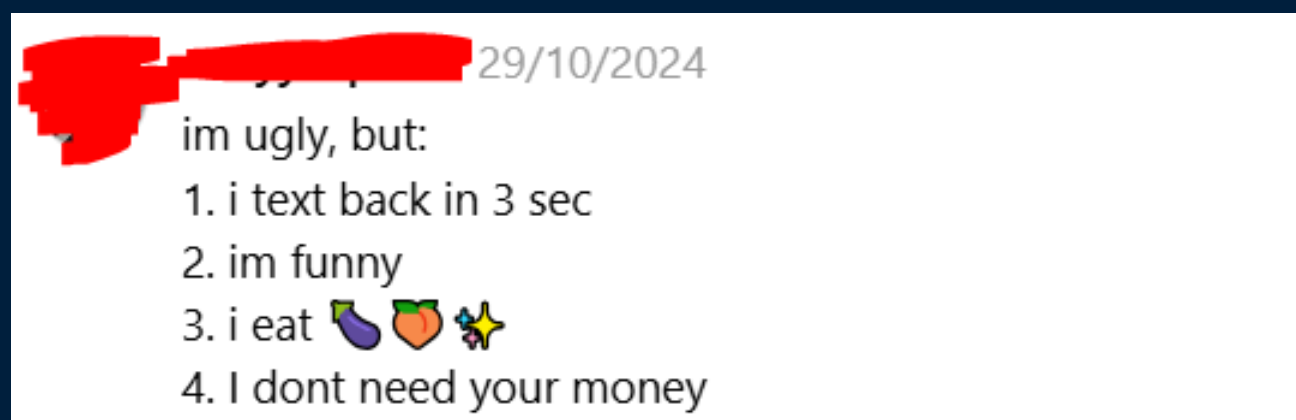 29/10/2024
im ugly, but:
1. i text back in 3 sec
2. im funny
3. i eat 🍆🍑✨
4. I dont need your money